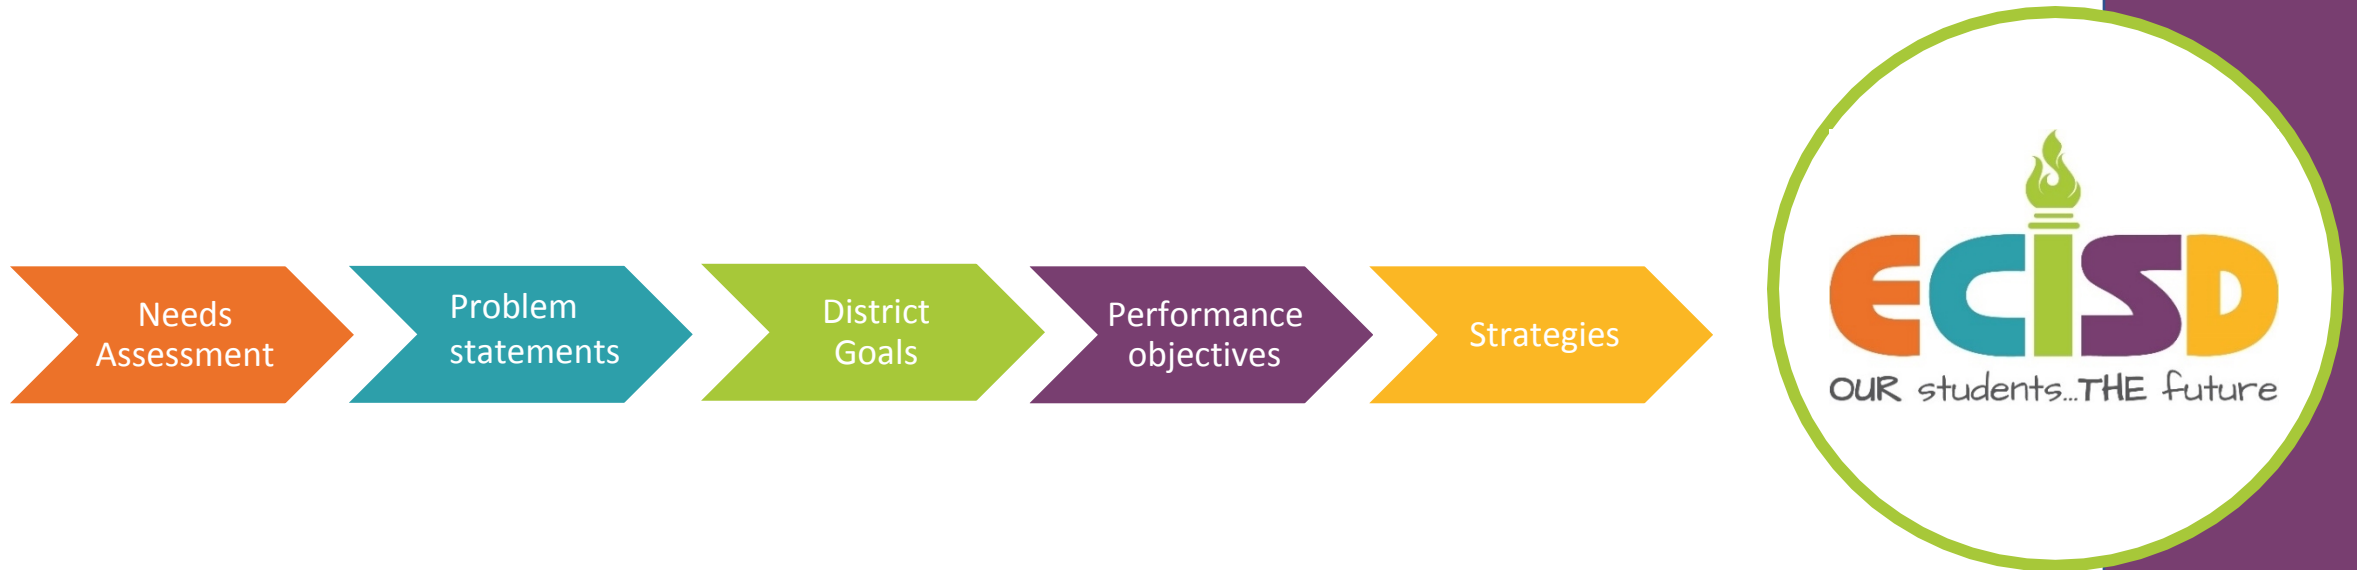 Needs
Assessment
Problem
statements
District
Goals
Performance
objectives
Strategies
ECISD
OUR students...THE future